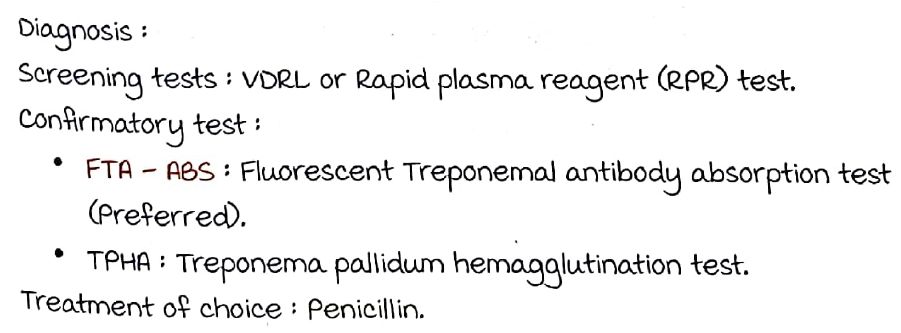 Diagnosis :
Screening tests : VDRL or Rapid plasma reagent (RPR) test.
Confirmatory test :
• FTA - ABS : Fluorescent Treponemal antibody absorption test
(Preferred).
• TPHA : Treponema pallidum hemagglutination test.
Treatment of choice : Penicillin.